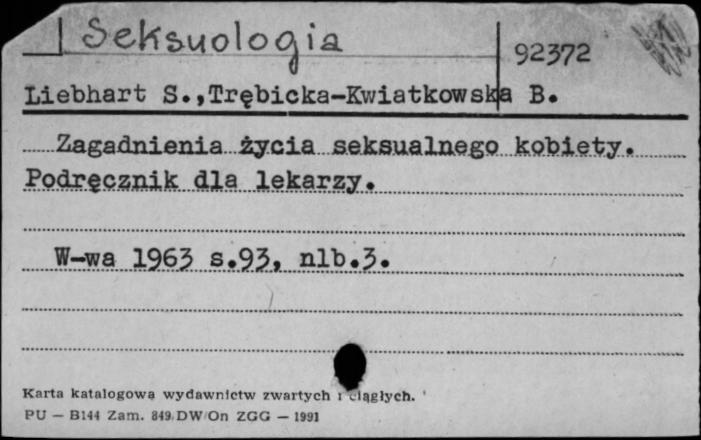 Seksuologia
92372
Liebhart S.,Trębicka-Kwiatkowska B.
Zagadnienia życia seksualnego kobiety.
Podręcznik dla lekarzy.
W-wa 1963 s.93, nlb.3.
Karta katalogowa wydawnictw zwartych i ciągłych.
PU — B144 Zam. 849/DW/On ZGG — 1991